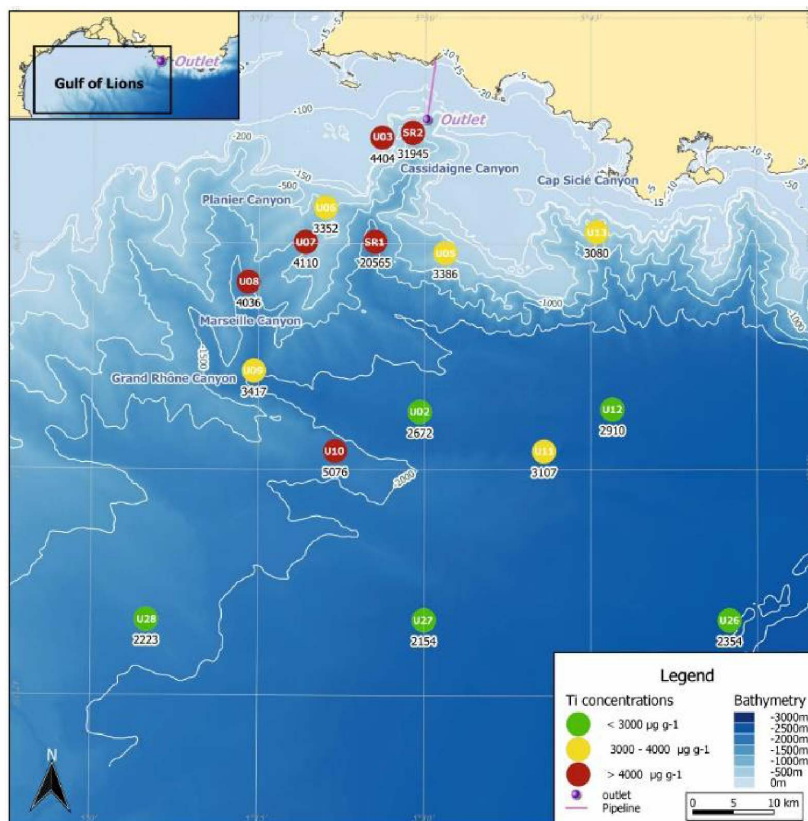 Outlet
Gulf of Lions
Outlet
U03
4404
SR2
31945
Cassidaigne Canyon
Cap Sicié Canyon
Planier Canyon
U06
3352
U07
4110
SR1
20565
U05
3386
U13
3080
U08
4036
Marseille Canyon
U09
3417
Grand Rhône Canyon
U02
2672
U12
2910
U10
5076
U11
3107
U28
2223
U27
2154
U26
2354
-100
-200
-150
-500
-1000
-1000
-1500
-2000
N
Legend
Ti concentrations
Bathymetry
< 3000 µg g-1
3000 - 4000 µg g-1
> 4000 µg g-1
outlet
Pipeline
-3000m
-2500m
-2000m
-1500m
-1000m
-500m
0m
0 5 10 km